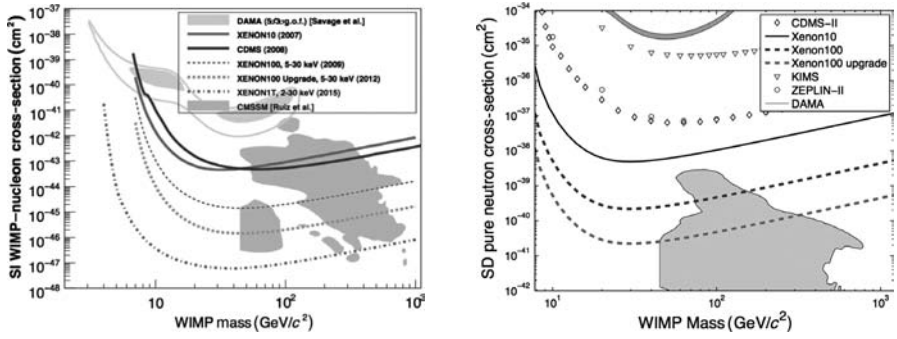 SI WIMP–nucleon cross-section (cm²)
10⁻³⁷
10⁻³⁸
10⁻³⁹
10⁻⁴⁰
10⁻⁴¹
10⁻⁴²
10⁻⁴³
10⁻⁴⁴
10⁻⁴⁵
10⁻⁴⁶
10⁻⁴⁷
10⁻⁴⁸
DAMA [Savage et al.]
XENON10 (2007)
CDMS (2008)
XENON100, 5-30 keV (2009)
XENON100 Upgrade, 5-30 keV (2012)
XENON1T, 2-30 keV (2015)
CMSSM [Ruiz et al.]
10 10² 10³
WIMP mass (GeV/c²)
SD pure neutron cross-section (cm²)
10⁻³⁴
10⁻³⁵
10⁻³⁶
10⁻³⁷
10⁻³⁸
10⁻³⁹
10⁻⁴⁰
10⁻⁴¹
10⁻⁴²
CDMS-II
Xenon10
Xenon100
Xenon100 upgrade
KIMS
ZEPLIN-II
DAMA
10¹ 10² 10³
WIMP Mass (GeV/c²)